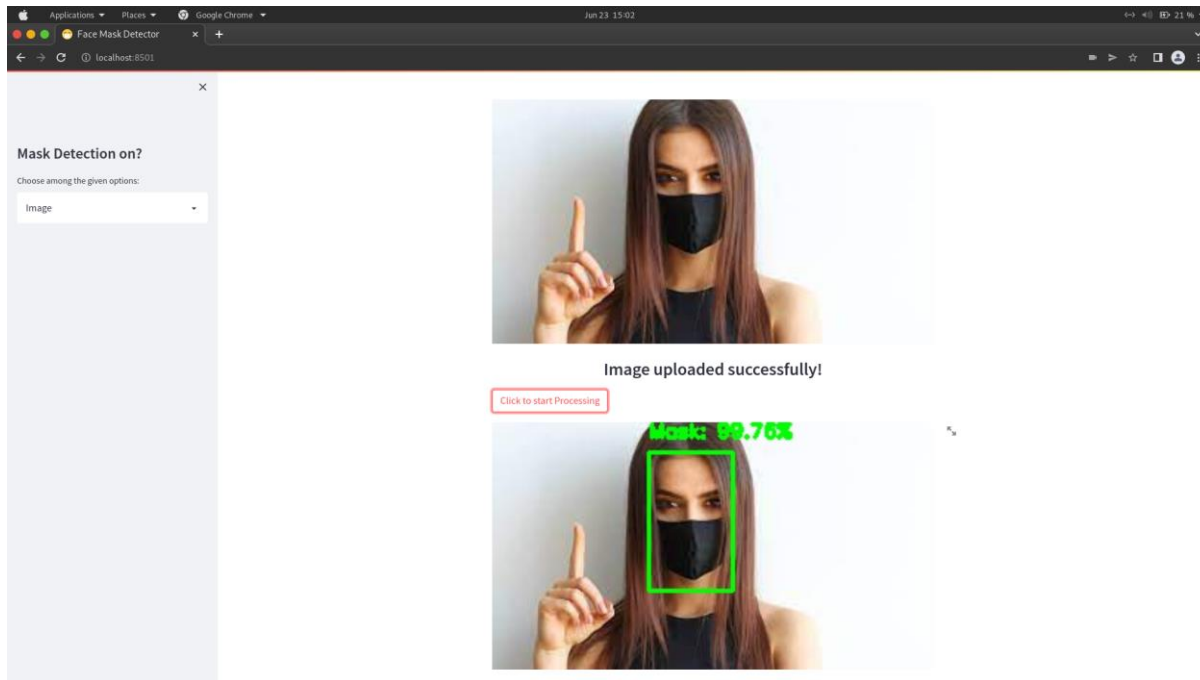 Applications Places Google Chrome Jun 23 15:02 21 %
Face Mask Detector
localhost:8501
Mask Detection on?
Choose among the given options:
Image
Image uploaded successfully!
Click to start Processing
Mask: 99.76%